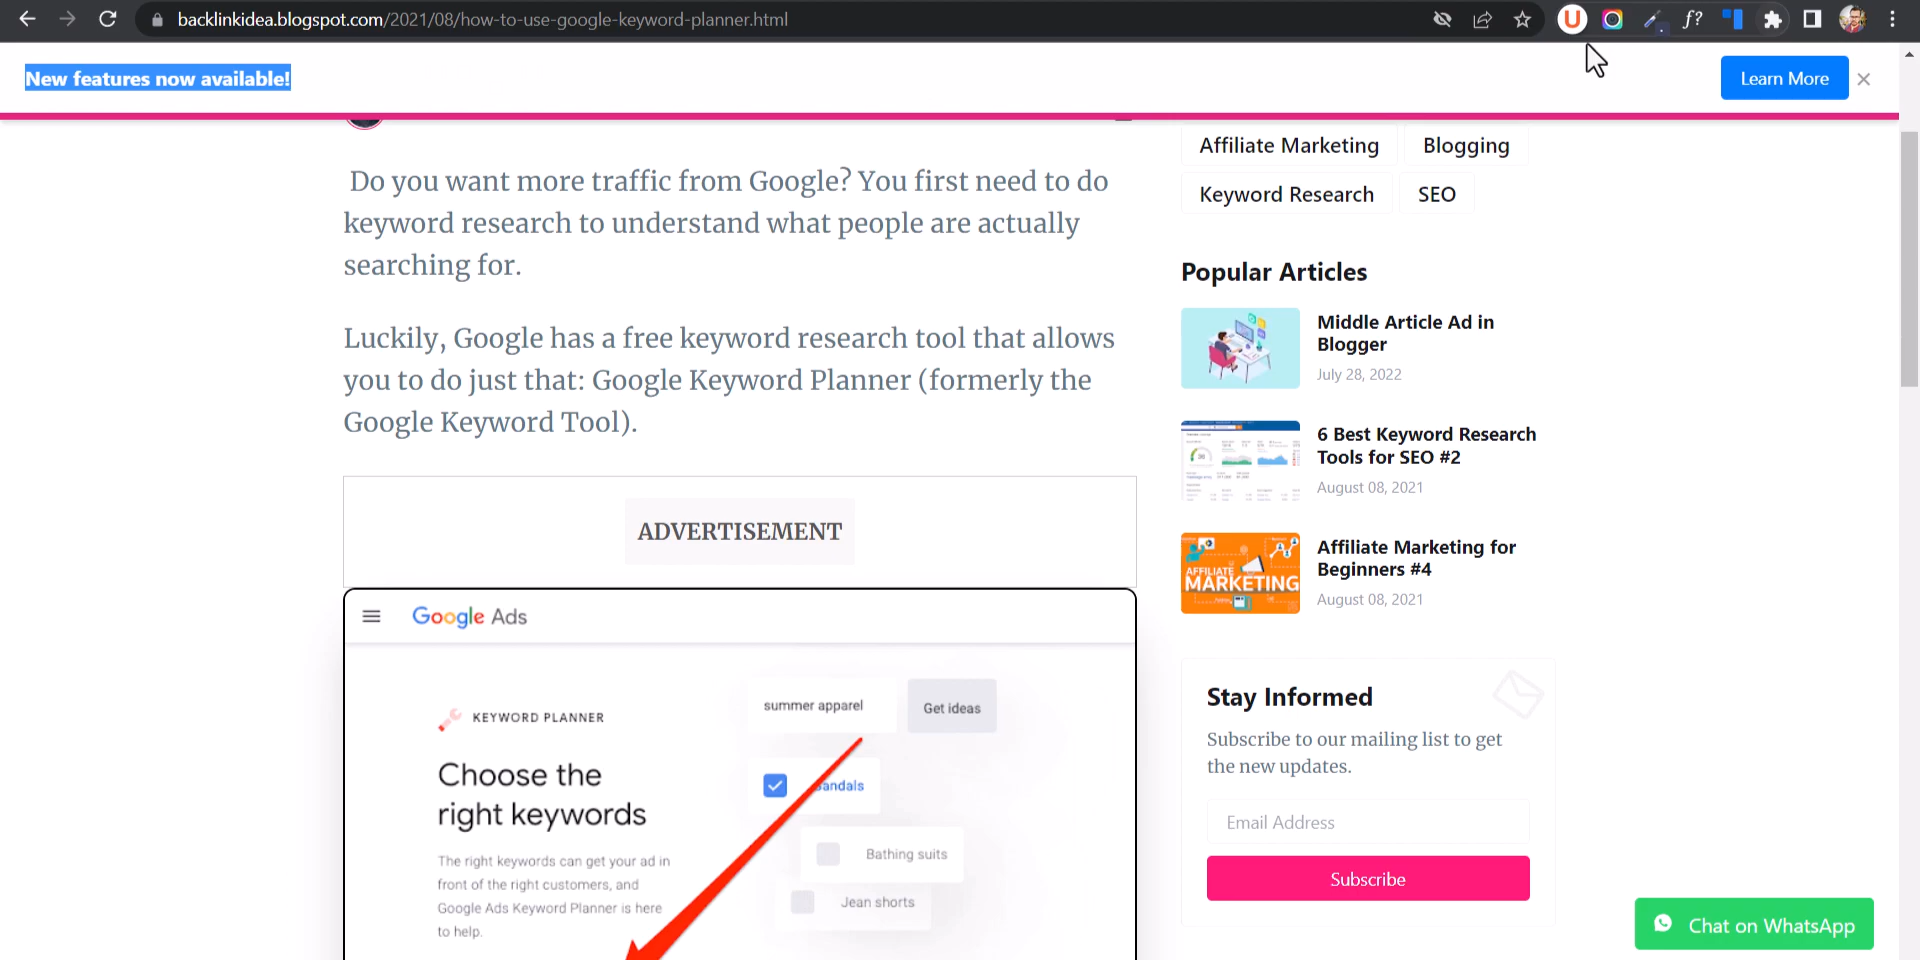 backlinkidea.blogspot.com/2021/08/how-to-use-google-keyword-planner.html
f?
New features now available!
Learn More
Affiliate Marketing
Blogging
Keyword Research
SEO
Do you want more traffic from Google? You first need to do
keyword research to understand what people are actually
searching for.
Luckily, Google has a free keyword research tool that allows
you to do just that: Google Keyword Planner (formerly the
Google Keyword Tool).
ADVERTISEMENT
Google Ads
KEYWORD PLANNER
Choose the
right keywords
The right keywords can get your ad in
front of the right customers, and
Google Ads Keyword Planner is here
to help.
summer apparel
Get ideas
Sandals
Bathing suits
Jean shorts
Popular Articles
Middle Article Ad in
Blogger
July 28, 2022
6 Best Keyword Research
Tools for SEO #2
August 08, 2021
AFFILIATE
MARKETING
Affiliate Marketing for
Beginners #4
August 08, 2021
Stay Informed
Subscribe to our mailing list to get
the new updates.
Email Address
Subscribe
Chat on WhatsApp